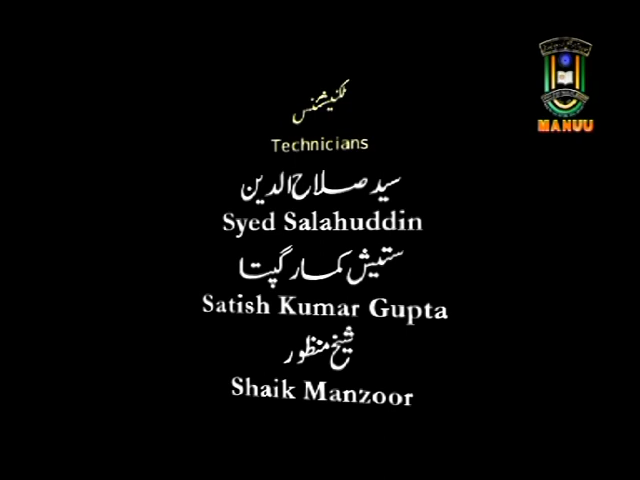 ٹکنیشنس
Technicians
سید صلاح الدین
Syed Salahuddin
ستیش کمار گپتا
Satish Kumar Gupta
شیخ منظور
Shaik Manzoor
MANUU